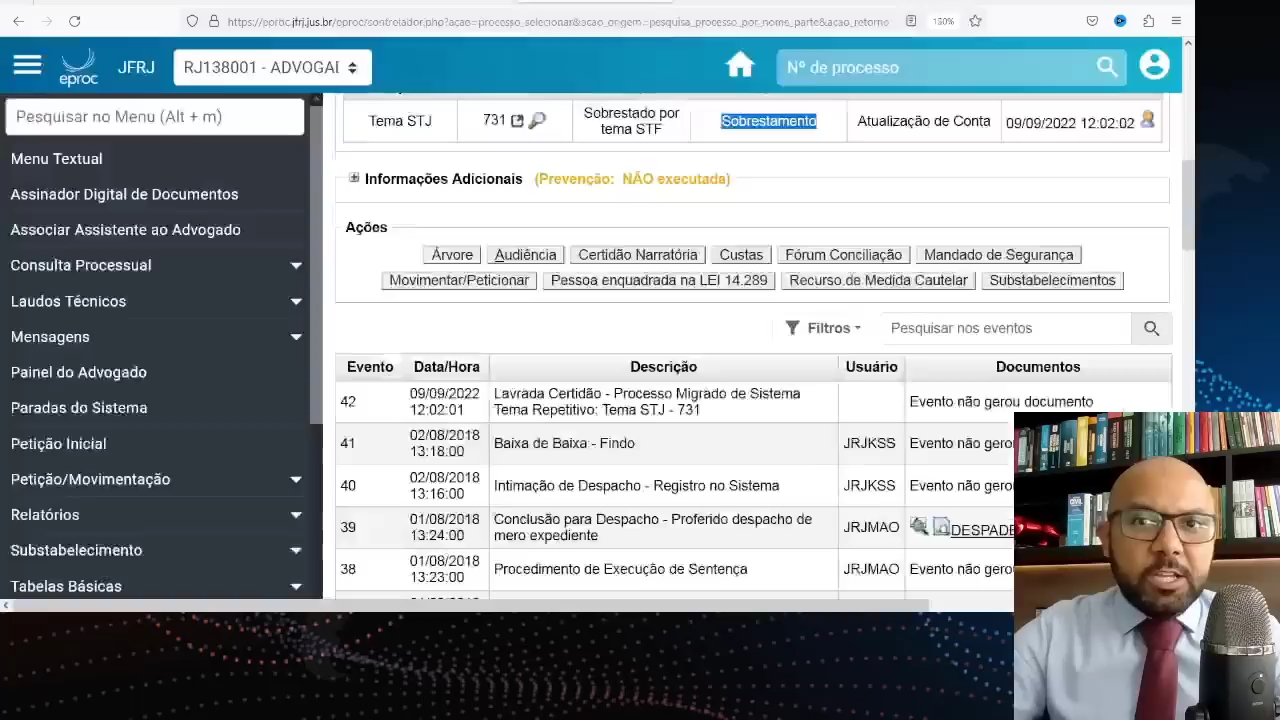 https://eproc.jfrj.jus.br/eproc/controlador.php?acao=processo_selecionar&acao_origem=pesquisa_processo_por_nome_parte&acao_retorno
150%
eproc
JFRJ
RJ138001 - ADVOGAI
Nº de processo
Pesquisar no Menu (Alt + m)
Menu Textual
Assinador Digital de Documentos
Associar Assistente ao Advogado
Consulta Processual
Laudos Técnicos
Mensagens
Painel do Advogado
Paradas do Sistema
Petição Inicial
Petição/Movimentação
Relatórios
Substabelecimento
Tabelas Básicas
Tema STJ
731
Sobrestado por
tema STF
Sobrestamento
Atualização de Conta
09/09/2022 12:02:02
Informações Adicionais (Prevenção: NÃO executada)
Ações
Árvore
Audiência
Certidão Narratória
Custas
Fórum Conciliação
Mandado de Segurança
Movimentar/Peticionar
Pessoa enquadrada na LEI 14.289
Recurso de Medida Cautelar
Substabelecimentos
Filtros
Pesquisar nos eventos
Evento Data/Hora Descrição Usuário Documentos
42
09/09/2022
12:02:01
Lavrada Certidão - Processo Migrado de Sistema
Tema Repetitivo: Tema STJ - 731
Evento não gerou documento
41
02/08/2018
13:18:00
Baixa de Baixa - Findo
JRJKSS
Evento não gero
40
02/08/2018
13:16:00
Intimação de Despacho - Registro no Sistema
JRJKSS
Evento não gero
39
01/08/2018
13:24:00
Conclusão para Despacho - Proferido despacho de
mero expediente
JRJMAO
DESPADE
38
01/08/2018
13:23:00
Procedimento de Execução de Sentença
JRJMAO
Evento não gero